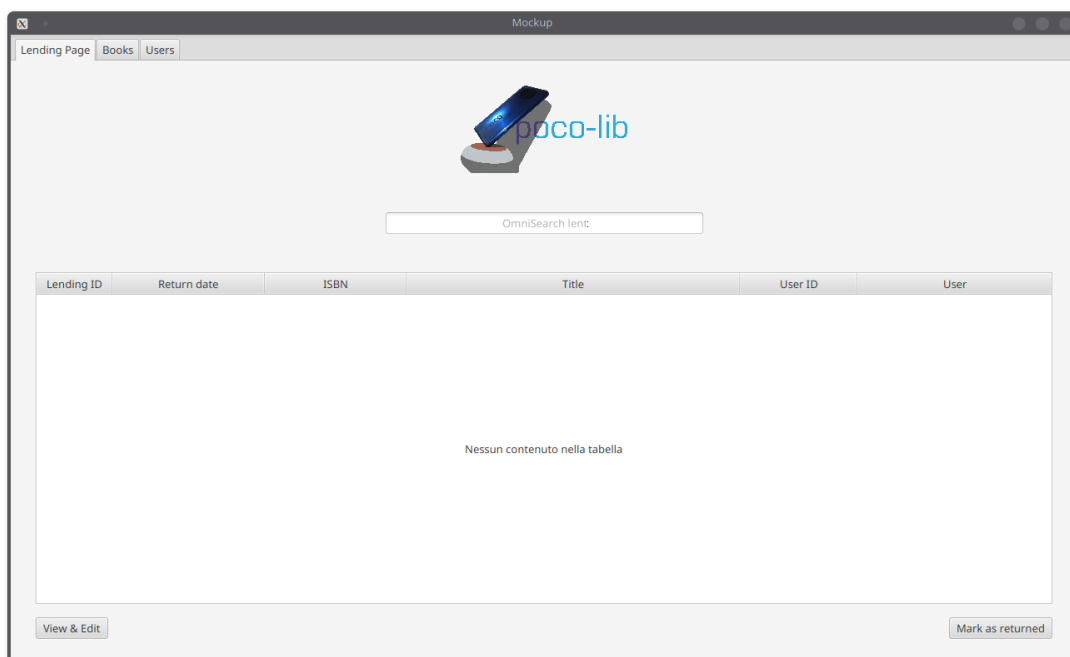 Mockup
Lending Page Books Users
poco-lib
OmniSearch lent
Lending ID Return date ISBN Title User ID User
Nessun contenuto nella tabella
View & Edit Mark as returned